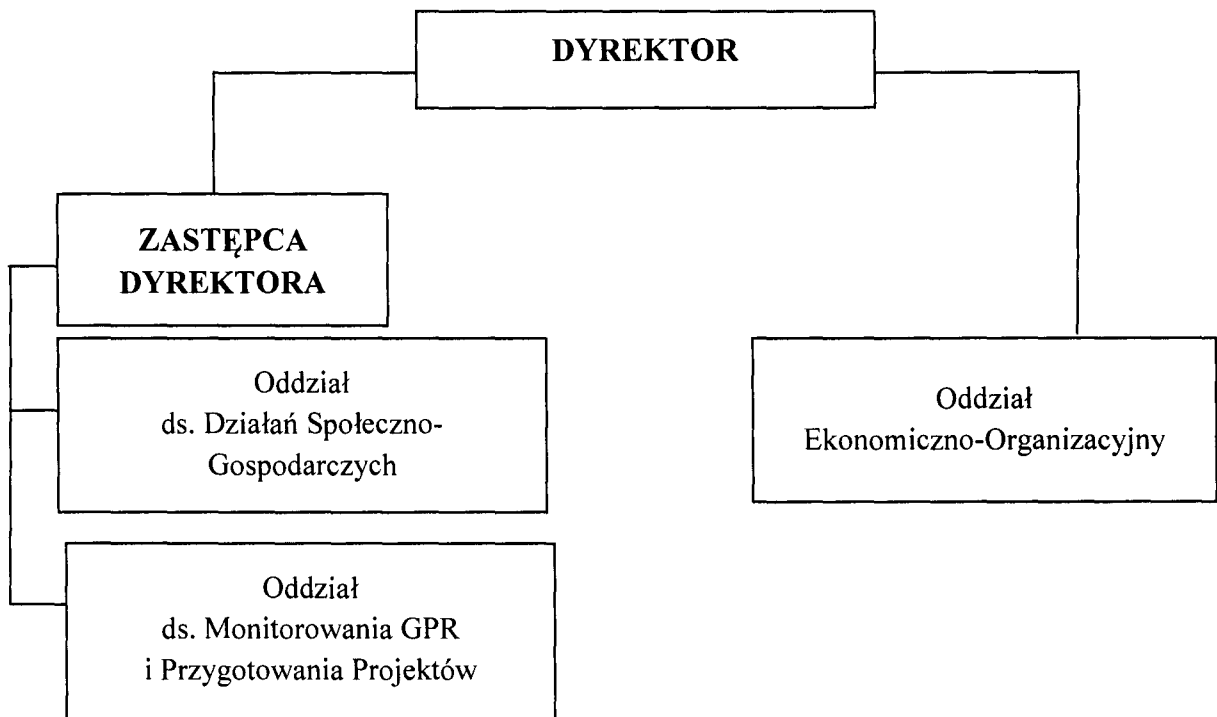 DYREKTOR
ZASTĘPCA
DYREKTORA
Oddział
ds. Działań Społeczno-
Gospodarczych
Oddział
Ekonomiczno-Organizacyjny
Oddział
ds. Monitorowania GPR
i Przygotowania Projektów